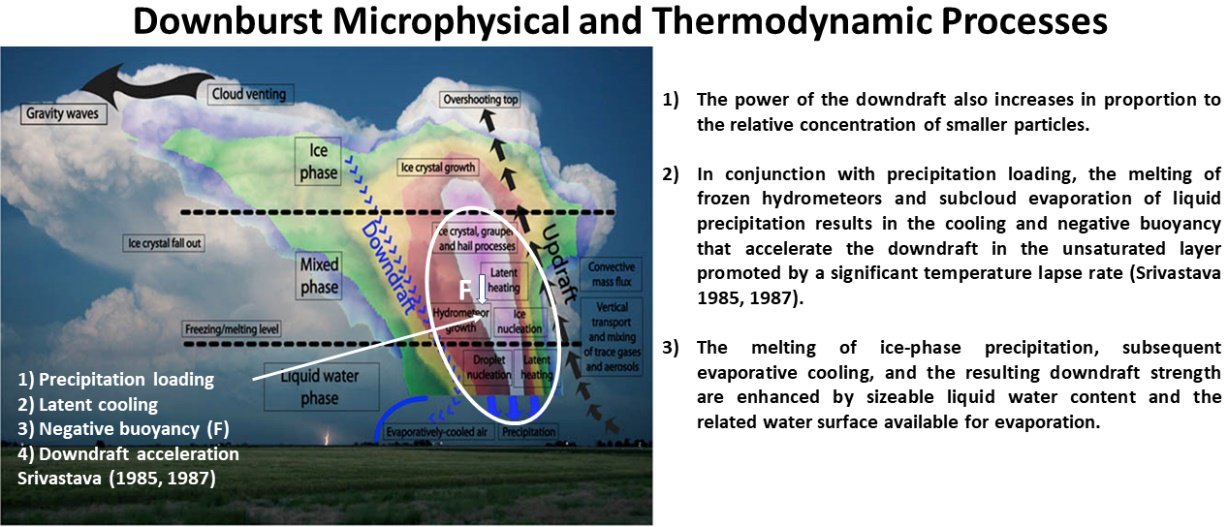 Downburst Microphysical and Thermodynamic Processes
Gravity waves
Cloud venting
Overshooting top
Ice
phase
Ice crystal growth
Ice crystal fall out
Downdraft
ce crystal, graupel
and hail processes
Updraft
Mixed
phase
Latent
heating
F
Convective
mass flux
Hydrometeor
growth
Ice
nucleation
Vertical
transport
and mixing
of trace gases
and aerosols
Freezing/melting level
Droplet
nucleation
Latent
heating
Liquid water
phase
Evaporatively-cooled air
Precipitation
1) Precipitation loading
2) Latent cooling
3) Negative buoyancy (F)
4) Downdraft acceleration
Srivastava (1985, 1987)
1) The power of the downdraft also increases in proportion to
the relative concentration of smaller particles.
2) In conjunction with precipitation loading, the melting of
frozen hydrometeors and subcloud evaporation of liquid
precipitation results in the cooling and negative buoyancy
that accelerate the downdraft in the unsaturated layer
promoted by a significant temperature lapse rate (Srivastava
1985, 1987).
3) The melting of ice-phase precipitation, subsequent
evaporative cooling, and the resulting downdraft strength
are enhanced by sizeable liquid water content and the
related water surface available for evaporation.